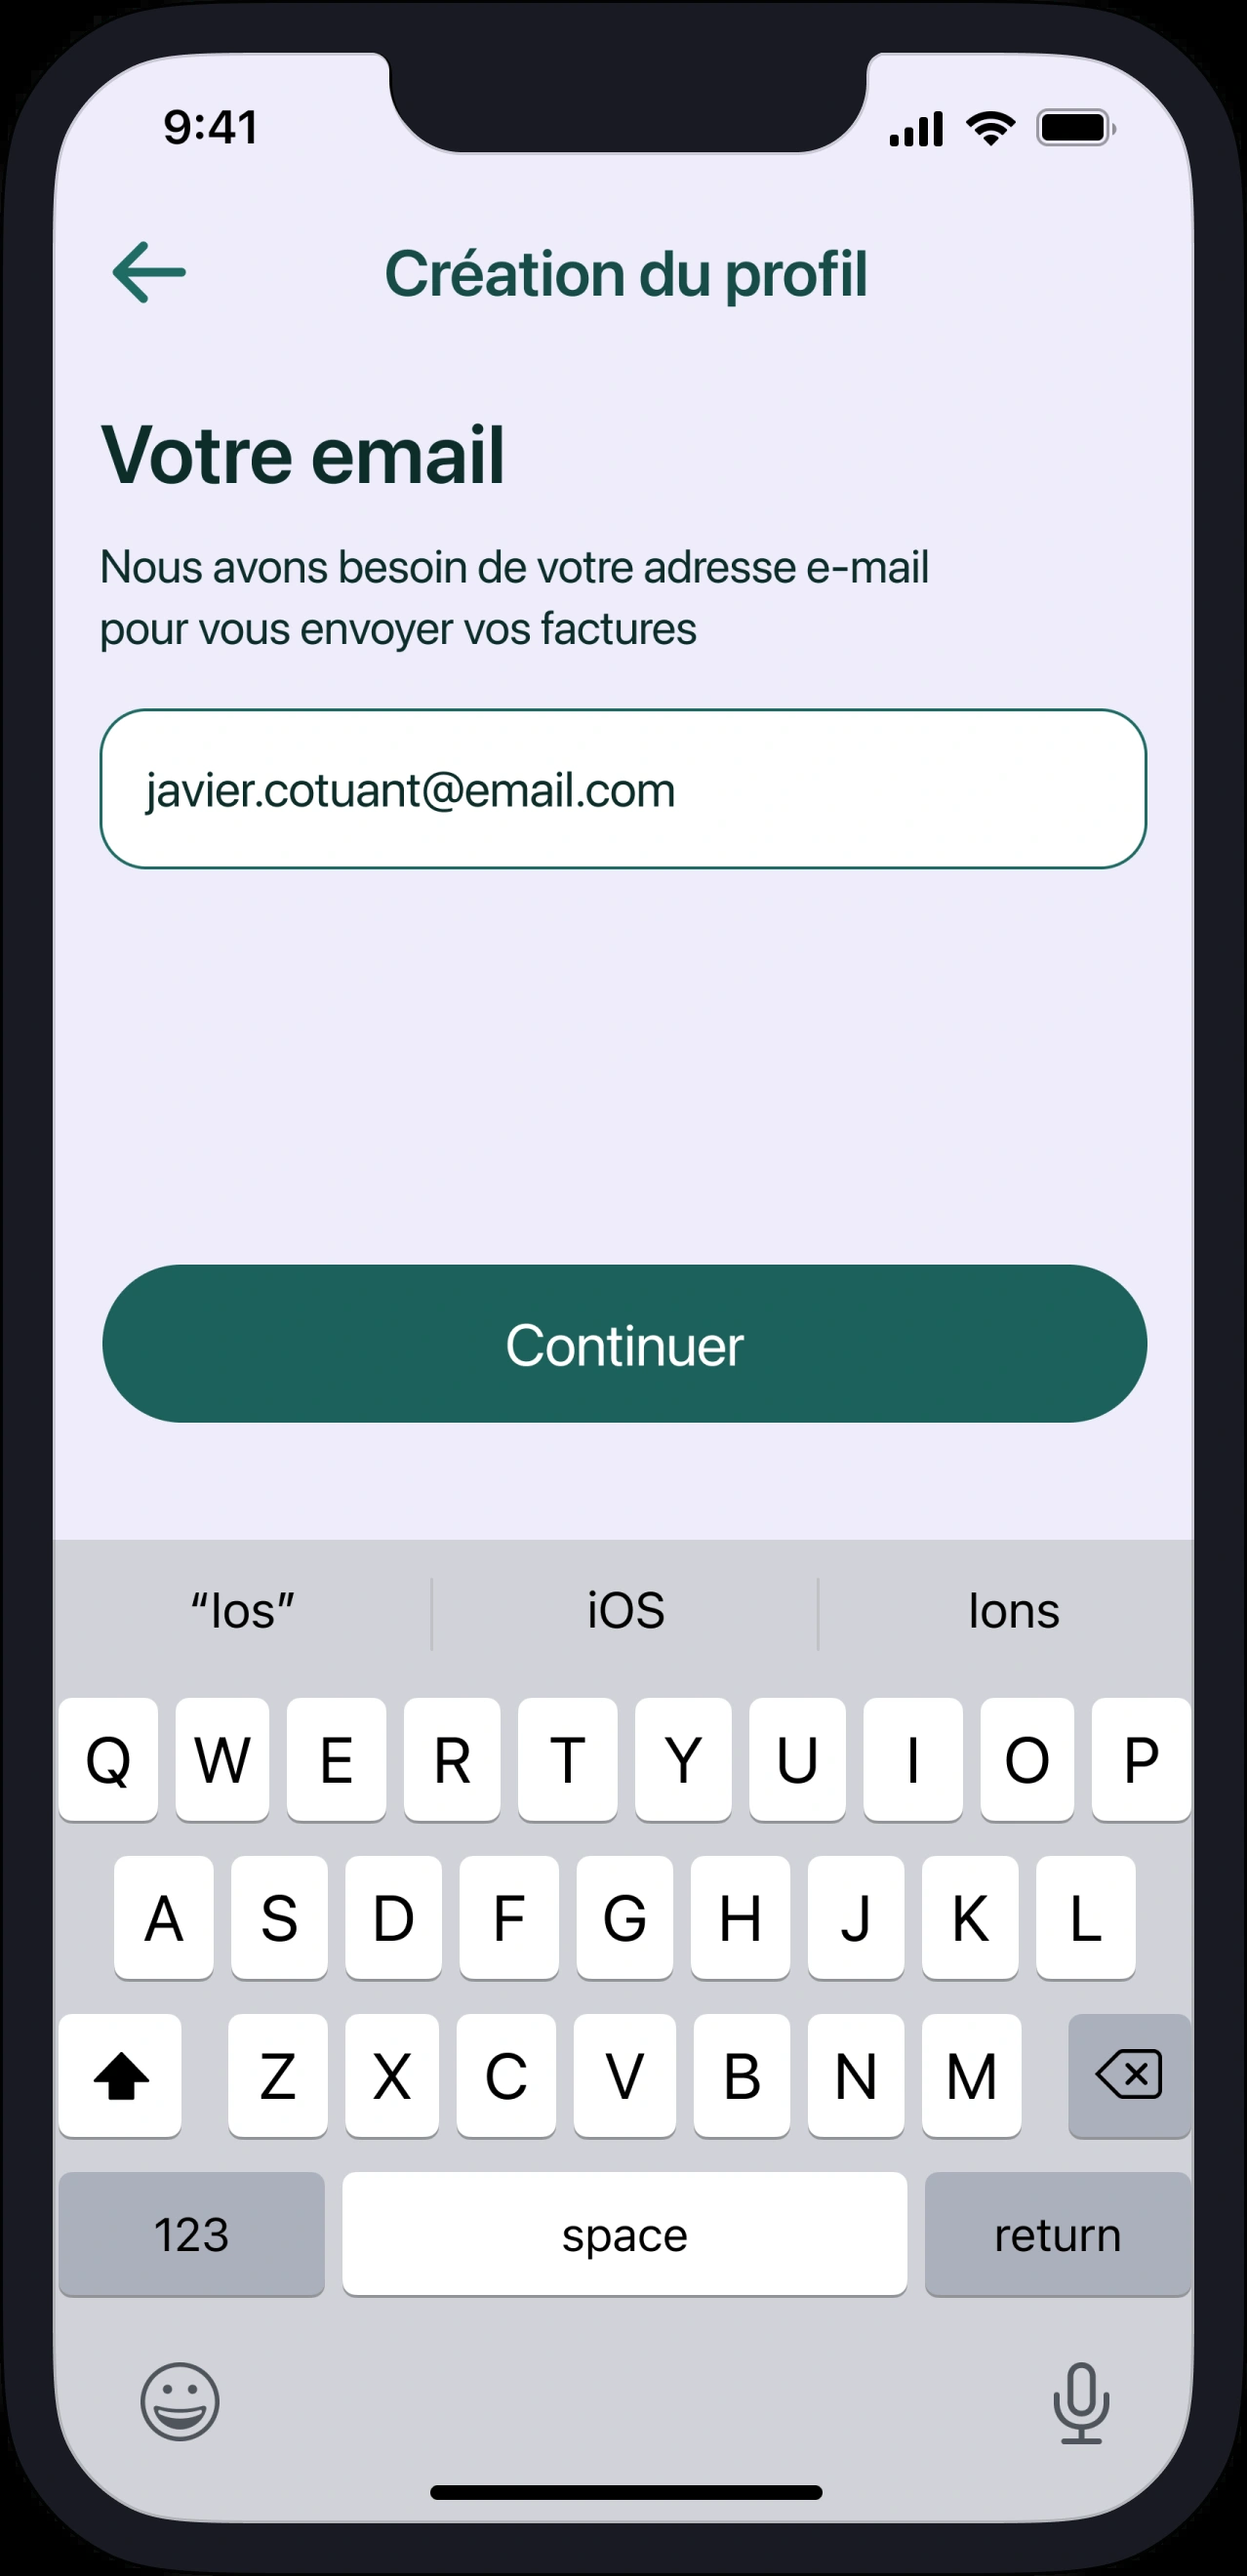 9:41
Création du profil
Votre email
Nous avons besoin de votre adresse e-mail
pour vous envoyer vos factures
javier.cotuant@email.com
Continuer
“Ios” iOS Ions
Q W E R T Y U I O P
A S D F G H J K L
Z X C V B N M
123 space return